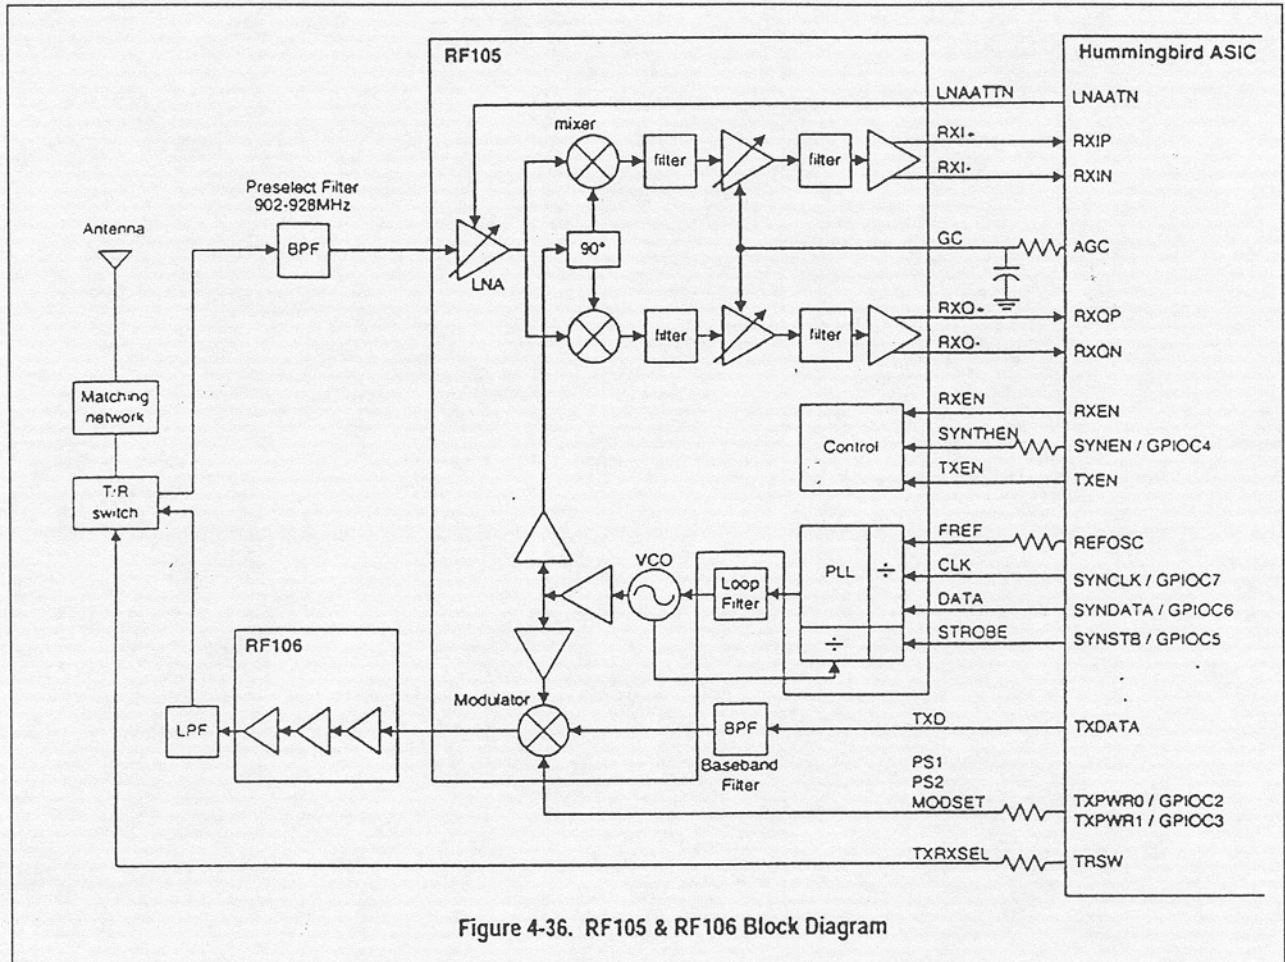 RF105
Hummingbird ASIC
LNAATTN
LNAATN
mixer
filter
filter
RXI+
RXIP
RXI-
RXIN
Preselect Filter
902-928MHz
Antenna
BPF
LNA
90°
GC
AGC
filter
filter
RXQ+
RXQP
RXQ-
RXQN
Matching
network
T/R
switch
Control
RXEN
RXEN
SYNTHEN
SYNEN / GPIOC4
TXEN
TXEN
VCO
Loop
Filter
PLL
÷
÷
FREF
REFOSC
CLK
SYNCLK / GPIOC7
DATA
SYNDATA / GPIOC6
STROBE
SYNSTB / GPIOC5
RF106
LPF
Modulator
BPF
Baseband
Filter
TXD
TXDATA
PS1
PS2
MODSET
TXPWR0 / GPIOC2
TXPWR1 / GPIOC3
TXRXSEL
TRSW
Figure 4-36. RF105 & RF106 Block Diagram